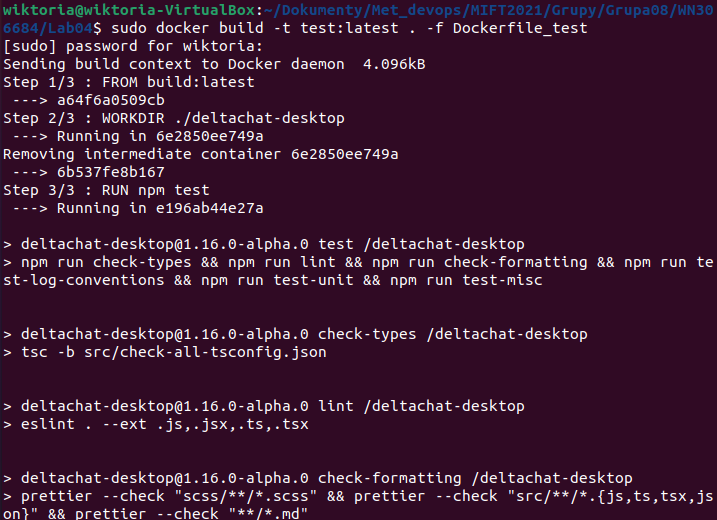 wiktoria@wiktoria-VirtualBox:~/Dokumenty/Met_devops/MIFT2021/Grupy/Grupa08/WN30
6684/Lab04$ sudo docker build -t test:latest . -f Dockerfile_test
[sudo] password for wiktoria:
Sending build context to Docker daemon  4.096kB
Step 1/3 : FROM build:latest
 ---> a64f6a0509cb
Step 2/3 : WORKDIR ./deltachat-desktop
 ---> Running in 6e2850ee749a
Removing intermediate container 6e2850ee749a
 ---> 6b537fe8b167
Step 3/3 : RUN npm test
 ---> Running in e196ab44e27a
> deltachat-desktop@1.16.0-alpha.0 test /deltachat-desktop
> npm run check-types && npm run lint && npm run check-formatting && npm run te
st-log-conventions && npm run test-unit && npm run test-misc
> deltachat-desktop@1.16.0-alpha.0 check-types /deltachat-desktop
> tsc -b src/check-all-tsconfig.json
> deltachat-desktop@1.16.0-alpha.0 lint /deltachat-desktop
> eslint . --ext .js,.jsx,.ts,.tsx
> deltachat-desktop@1.16.0-alpha.0 check-formatting /deltachat-desktop
> prettier --check "scss/**/*.scss" && prettier --check "src/**/*.{js,ts,tsx,js
on}" && prettier --check "**/*.md"